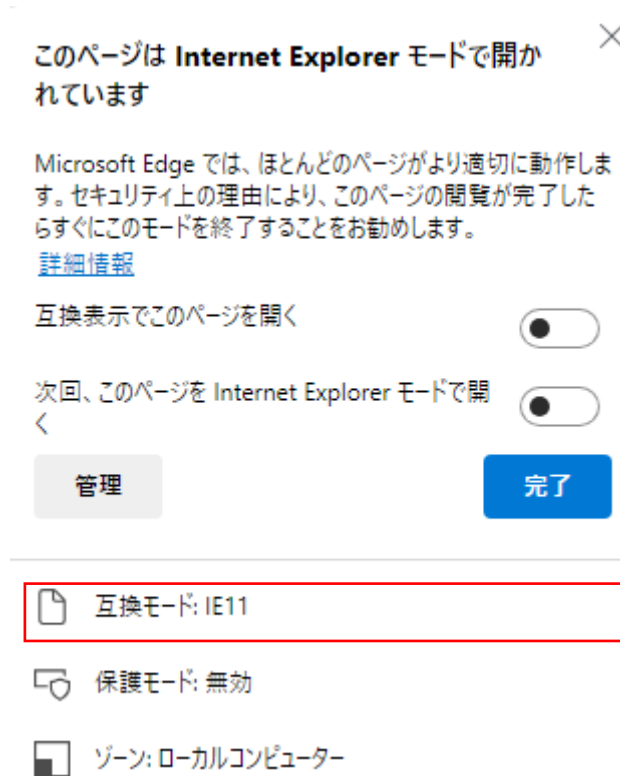 このページは Internet Explorer モードで開か
れています
Microsoft Edge では、ほとんどのページがより適切に動作しま
す。セキュリティ上の理由により、このページの閲覧が完了した
らすぐにこのモードを終了することをお勧めします。
詳細情報
互換表示でこのページを開く
次回、このページを Internet Explorer モードで開
く
管理
完了
互換モード: IE11
保護モード: 無効
ゾーン: ローカルコンピューター